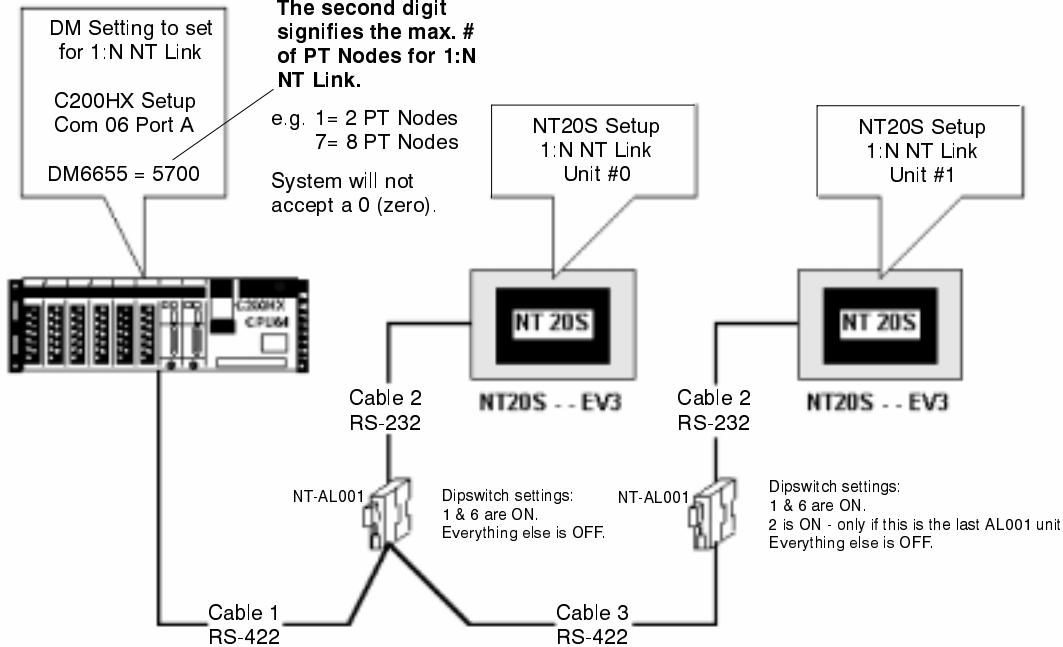 DM Setting to set
for 1:N NT Link
C200HX Setup
Com 06 Port A
DM6655 = 5700
The second digit
signifies the max. #
of PT Nodes for 1:N
NT Link.
e.g. 1= 2 PT Nodes
7= 8 PT Nodes
System will not
accept a 0 (zero).
NT20S Setup
1:N NT Link
Unit #0
NT20S Setup
1:N NT Link
Unit #1
C200HX
CPU64
NT 20S
NT20S - - EV3
NT 20S
NT20S - - EV3
Cable 2
RS-232
Cable 2
RS-232
NT-AL001
Dipswitch settings:
1 & 6 are ON.
Everything else is OFF.
NT-AL001
Dipswitch settings:
1 & 6 are ON.
2 is ON - only if this is the last AL001 unit
Everything else is OFF.
Cable 1
RS-422
Cable 3
RS-422